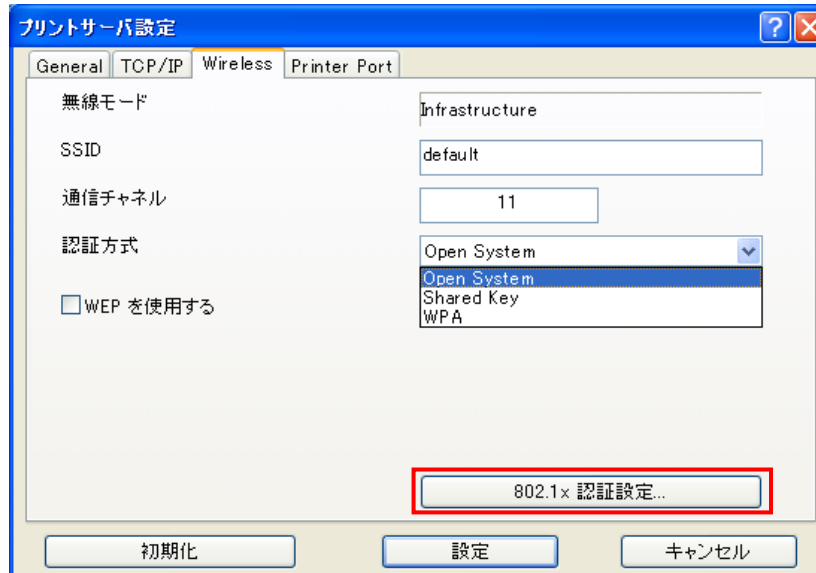 プリントサーバ設定
General TCP/IP Wireless Printer Port
無線モード Infrastructure
SSID default
通信チャネル 11
認証方式 Open System
Open System
Shared Key
WPA
WEP を使用する
802.1x 認証設定...
初期化 設定 キャンセル